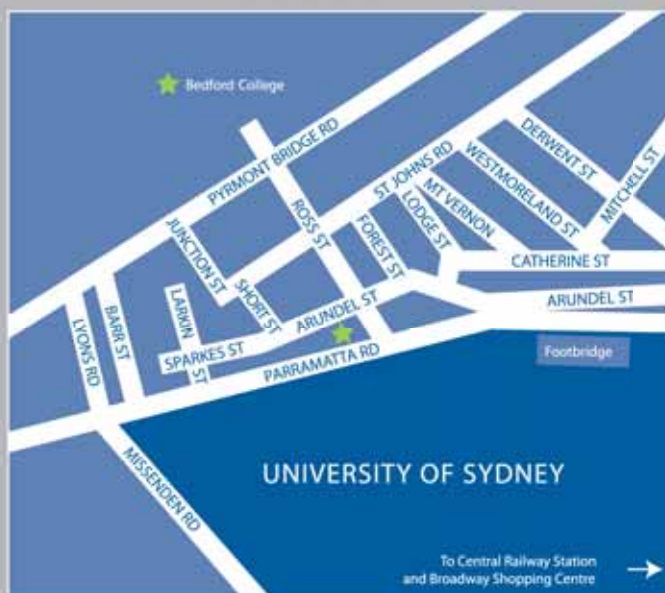 Bedford College
PYRMONT BRIDGE RD
ST JOHNS RD
DERWENT ST
WESTMORELAND ST
MITCHELL ST
MT VERNON
LODGE ST
ROSS ST
FOREST ST
JUNCTION ST
CATHERINE ST
SHORT ST
LARKIN ST
ARUNDEL ST
ARUNDEL ST
LYONS RD
BARR ST
SPARKES ST
PARRAMATTA RD
Footbridge
MISSENDEN RD
UNIVERSITY OF SYDNEY
To Central Railway Station
and Broadway Shopping Centre